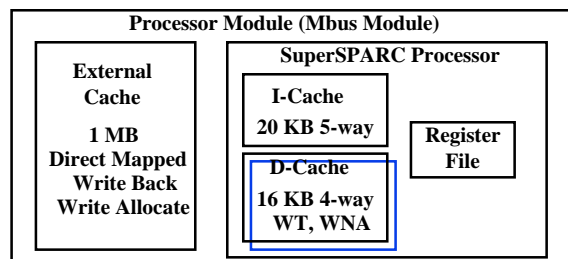 Processor Module (Mbus Module)
External
Cache
1 MB
Direct Mapped
Write Back
Write Allocate
SuperSPARC Processor
I-Cache
20 KB 5-way
D-Cache
16 KB 4-way
WT, WNA
Register
File